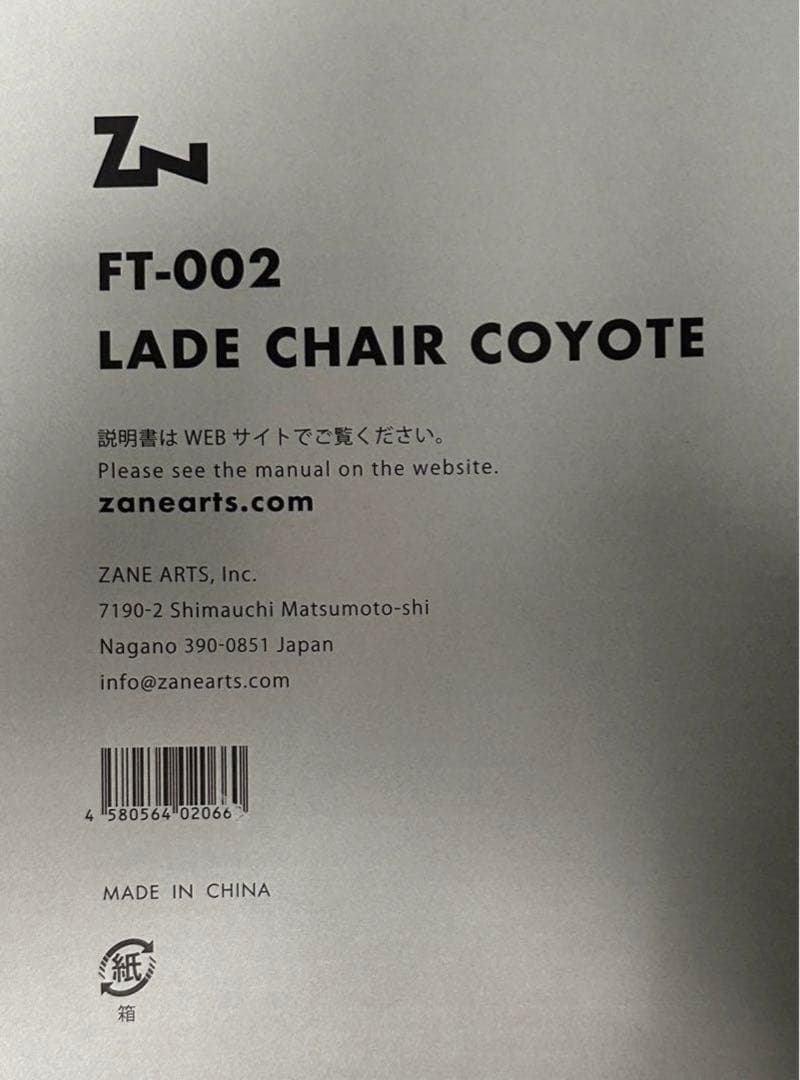 ZN
FT-002
LADE CHAIR COYOTE
説明書は WEB サイトでご覧ください。
Please see the manual on the website.
zanearts.com
ZANE ARTS, Inc.
7190-2 Shimauchi Matsumoto-shi
Nagano 390-0851 Japan
info@zanearts.com
4 580564 02066
MADE IN CHINA
紙
箱